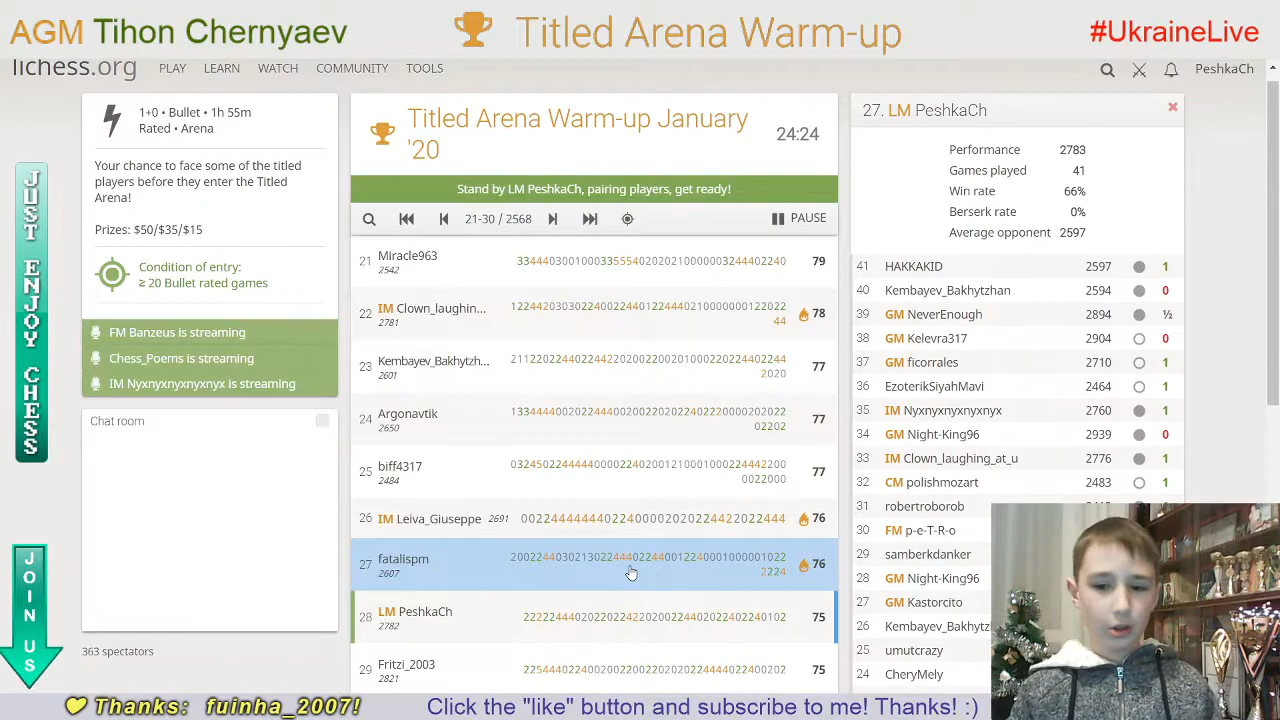 AGM Tihon Chernyaev
Titled Arena Warm-up
#UkraineLive
lichess.org
PLAY LEARN WATCH COMMUNITY TOOLS
PeshkaCh
1+0 • Bullet • 1h 55m
Rated • Arena
Your chance to face some of the titled
players before they enter the Titled
Arena!
Prizes: $50/$35/$15
Condition of entry:
≥ 20 Bullet rated games
FM Banzeus is streaming
Chess_Poems is streaming
IM Nyxnyxnyxnyx is streaming
Chat room
363 spectators
JUST ENJOY CHESS
JOIN US
Titled Arena Warm-up January
'20
24:24
Stand by LM PeshkaCh, pairing players, get ready!
21-30 / 2568
PAUSE
21 Miracle963 79
2542
22 IM Clown_laughin... 78
2781
44
23 Kembayev_Bakhytzh... 77
2601
2020
24 Argonavtik 77
2650
02202
25 biff4317 77
2484
0022000
26 IM Leiva_Giuseppe 2691 76
27 fatalispm 76
2607
2224
28 LM PeshkaCh 75
2782
29 Fritzi_2003 75
2821
27. LM PeshkaCh
Performance 2783
Games played 41
Win rate 66%
Berserk rate 0%
Average opponent 2597
41 HAKKAKID 2597 1
40 Kembayev_Bakhytzhan 2594 0
39 GM NeverEnough 2894 ½
38 GM Kelevra317 2904 0
37 GM ficorrales 2710 1
36 EzoterikSiyahMavi 2464 1
35 IM Nyxnyxnyxnyx 2760 1
34 GM Night-King96 2939 0
33 IM Clown_laughing_at_u 2776 1
32 CM polishmozart 2483 1
31 robertroborob
30 FM p-e-T-R-o
29 samberkdanker
28 GM Night-King96
27 GM Kastorcito
26 Kembayev_Bakhytz
25 umutcrazy
24 CheryMely
Thanks: fuinha_2007!
Click the "like" button and subscribe to me! Thanks! :)